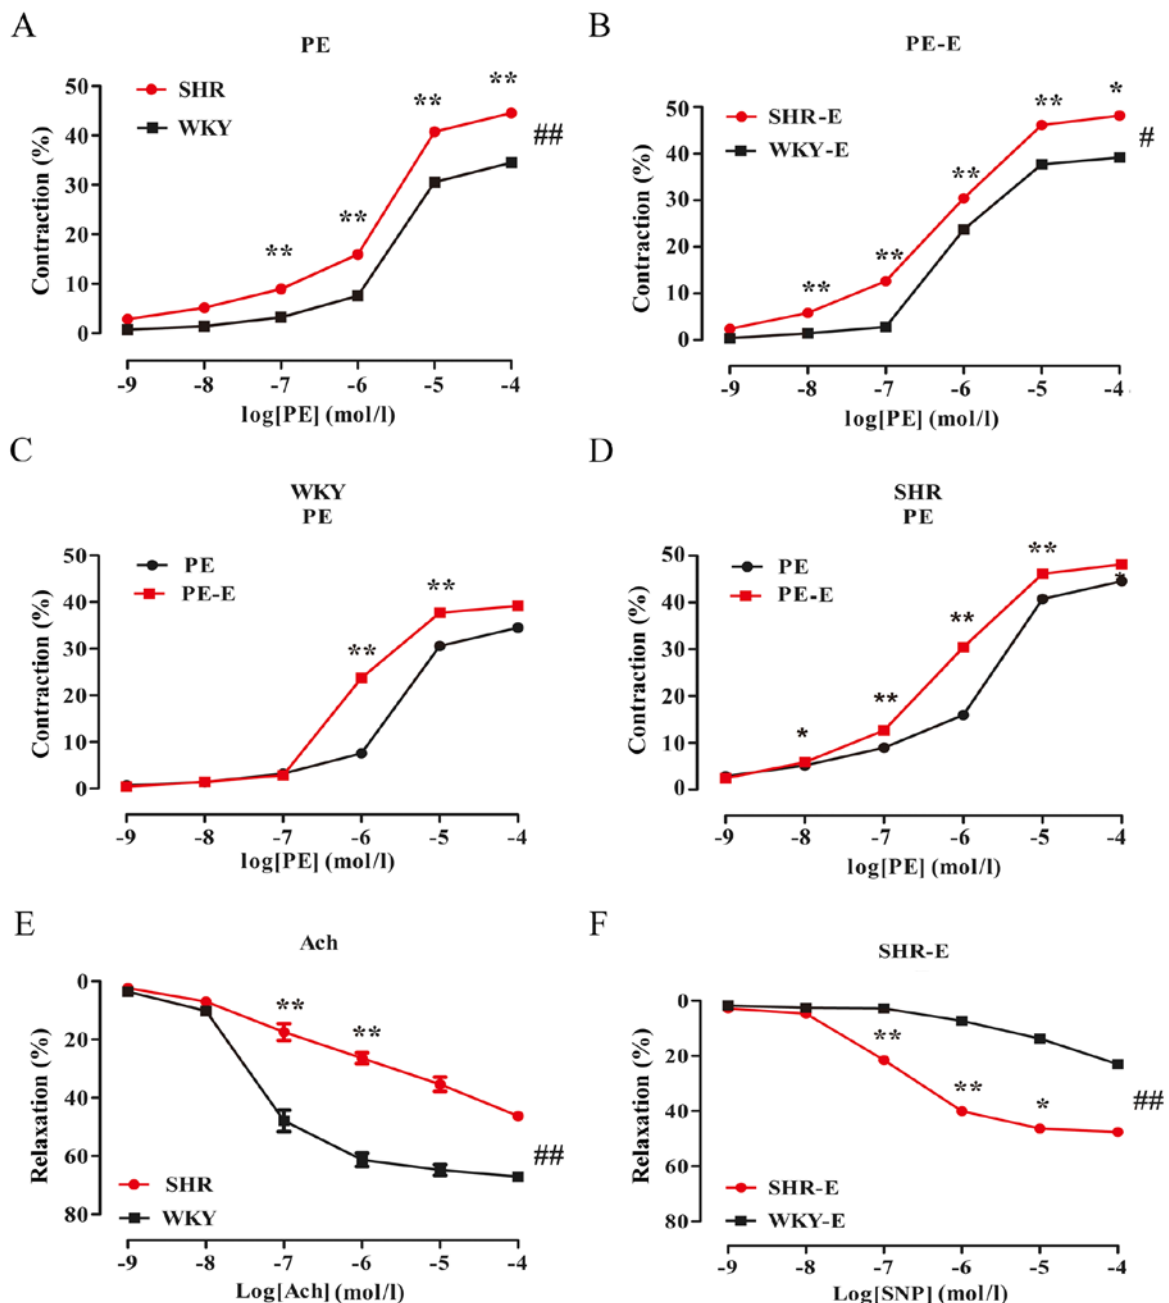 A
PE
50
40
30
20
10
0
Contraction (%)
SHR
WKY
**
**
**
**
##
-9 -8 -7 -6 -5 -4
log[PE] (mol/l)
B
PE-E
50
40
30
20
10
0
Contraction (%)
SHR-E
WKY-E
**
**
**
**
*
#
-9 -8 -7 -6 -5 -4
log[PE] (mol/l)
C
WKY
PE
50
40
30
20
10
0
Contraction (%)
PE
PE-E
**
**
-9 -8 -7 -6 -5 -4
log[PE] (mol/l)
D
SHR
PE
50
40
30
20
10
0
Contraction (%)
PE
PE-E
*
**
**
**
*
-9 -8 -7 -6 -5 -4
log[PE] (mol/l)
E
Ach
0
20
40
60
80
Relaxation (%)
**
**
##
SHR
WKY
-9 -8 -7 -6 -5 -4
Log[Ach] (mol/l)
F
SHR-E
0
20
40
60
80
Relaxation (%)
**
**
*
##
SHR-E
WKY-E
-9 -8 -7 -6 -5 -4
Log[SNP] (mol/l)